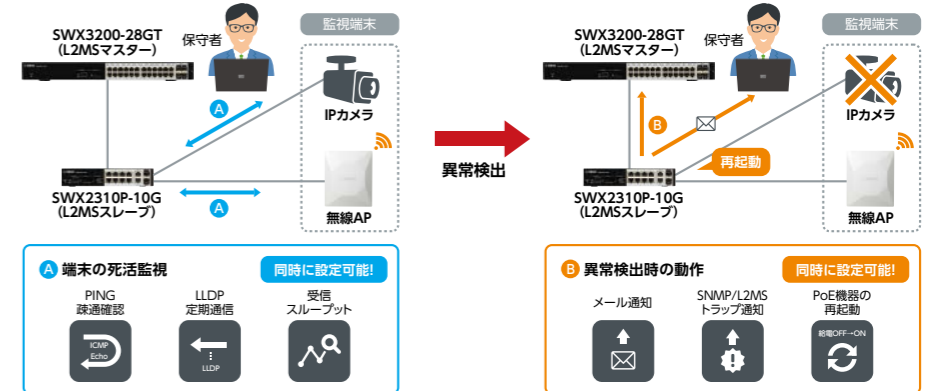 SWX3200-28GT
（L2MSマスター）
保守者
監視端末
A
IPカメラ
A
SWX2310P-10G
（L2MSスレーブ）
無線AP
異常検出
SWX3200-28GT
（L2MSマスター）
保守者
監視端末
B
IPカメラ
再起動
SWX2310P-10G
（L2MSスレーブ）
無線AP
A 端末の死活監視
同時に設定可能!
PING
疎通確認
ICMP
Echo
LLDP
定期通信
LLDP
受信
スループット
B 異常検出時の動作
同時に設定可能!
メール通知
SNMP/L2MS
トラップ通知
PoE機器の
再起動
給電OFF→ON